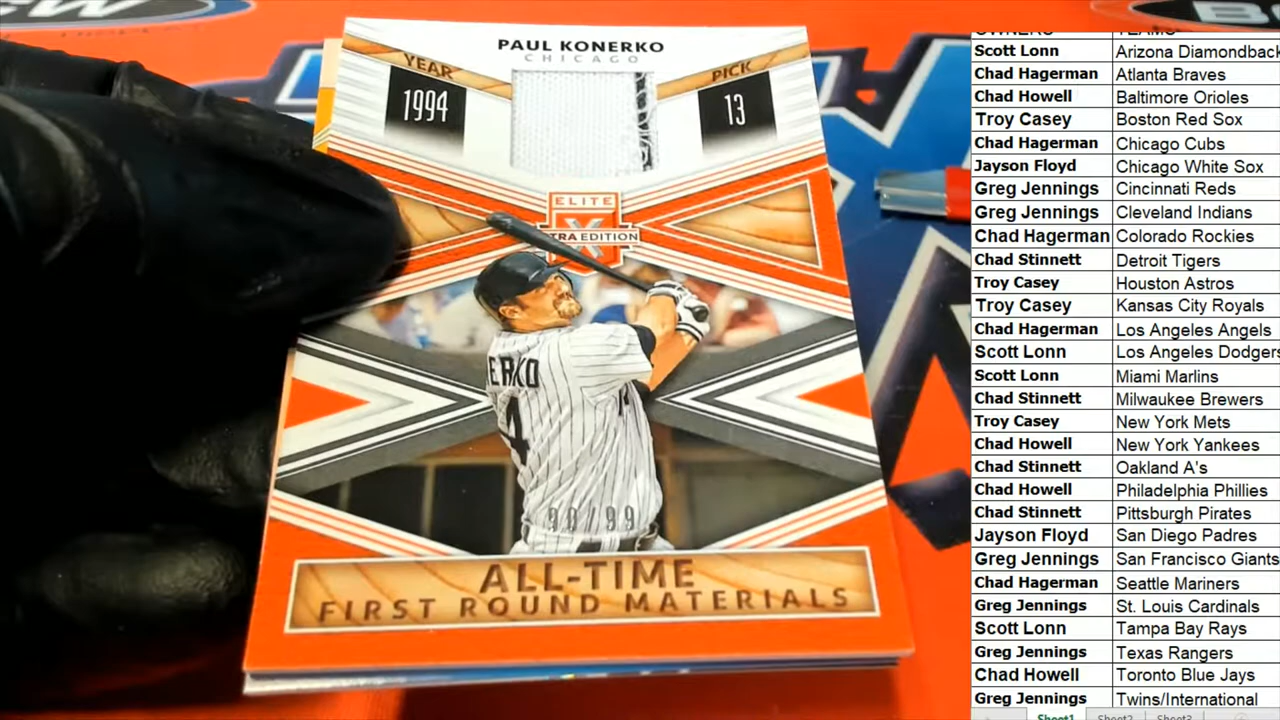 PAUL KONERKO
CHICAGO
YEAR
1994
PICK
13
ELITE
X
TRA EDITION
ERKO
4
90/99
ALL-TIME
FIRST ROUND MATERIALS
OWNERS TEAMS
Scott Lonn Arizona Diamondback
Chad Hagerman Atlanta Braves
Chad Howell Baltimore Orioles
Troy Casey Boston Red Sox
Chad Hagerman Chicago Cubs
Jayson Floyd Chicago White Sox
Greg Jennings Cincinnati Reds
Greg Jennings Cleveland Indians
Chad Hagerman Colorado Rockies
Chad Stinnett Detroit Tigers
Troy Casey Houston Astros
Troy Casey Kansas City Royals
Chad Hagerman Los Angeles Angels
Scott Lonn Los Angeles Dodgers
Scott Lonn Miami Marlins
Chad Stinnett Milwaukee Brewers
Troy Casey New York Mets
Chad Howell New York Yankees
Chad Stinnett Oakland A's
Chad Howell Philadelphia Phillies
Chad Stinnett Pittsburgh Pirates
Jayson Floyd San Diego Padres
Greg Jennings San Francisco Giants
Chad Hagerman Seattle Mariners
Greg Jennings St. Louis Cardinals
Scott Lonn Tampa Bay Rays
Greg Jennings Texas Rangers
Chad Howell Toronto Blue Jays
Greg Jennings Twins/International
Sheet1 Sheet2 Sheet3